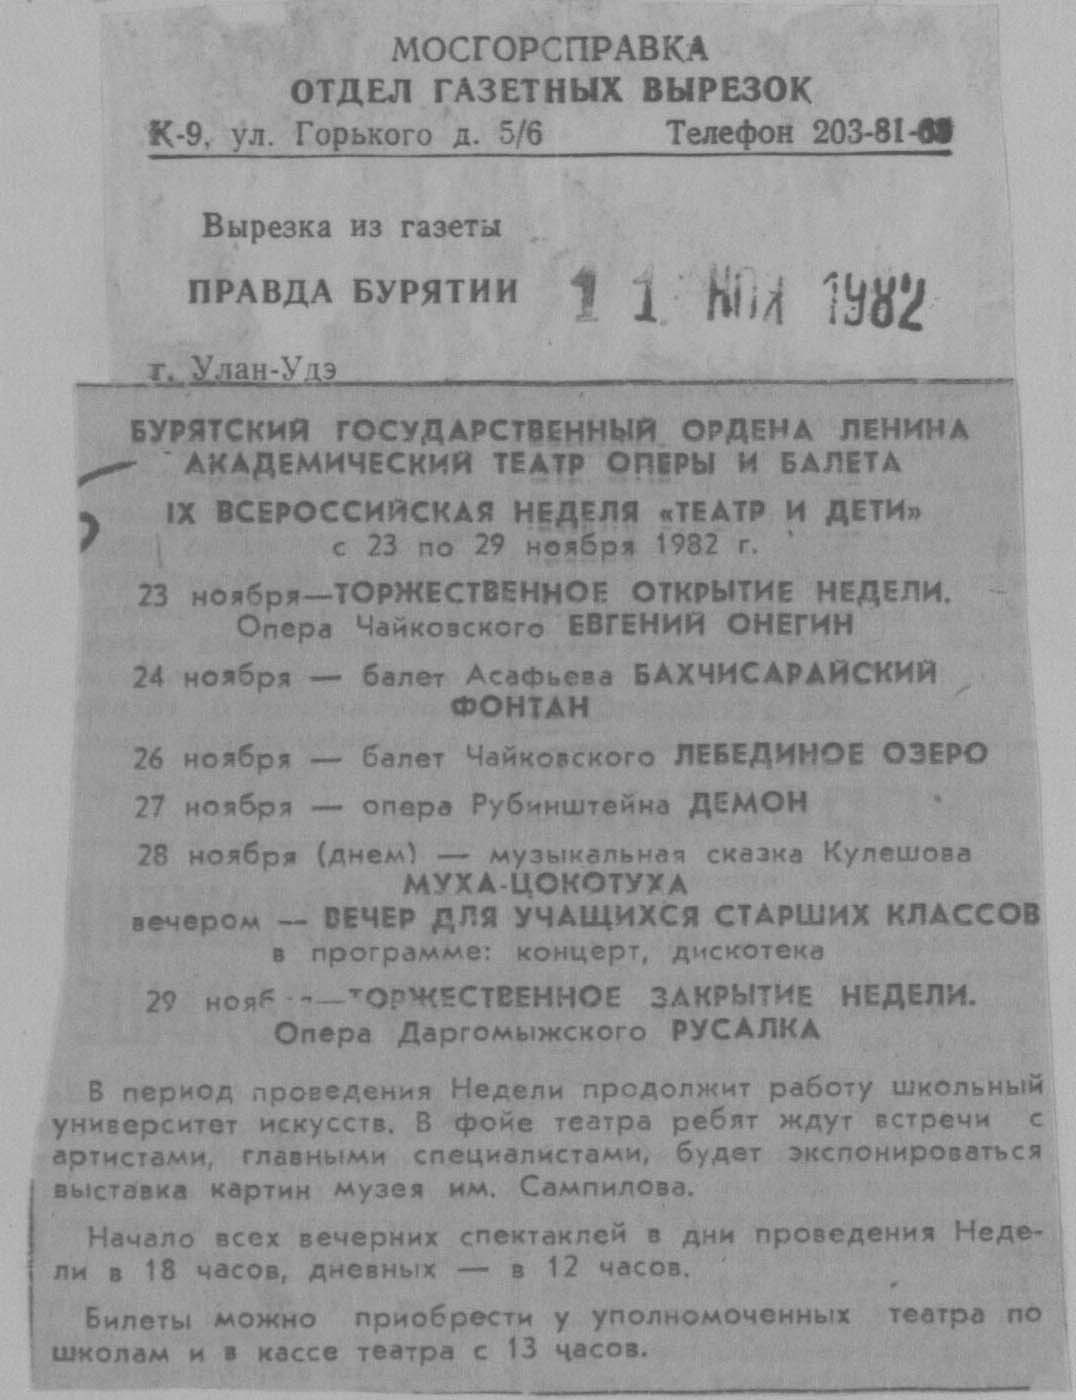 МОСГОРСПРАВКА
ОТДЕЛ ГАЗЕТНЫХ ВЫРЕЗОК
К-9, ул. Горького д. 5/6 Телефон 203-81-
Вырезка из газеты
ПРАВДА БУРЯТИИ 11 НОЯ 1982
г. Улан-Удэ
БУРЯТСКИЙ ГОСУДАРСТВЕННЫЙ ОРДЕНА ЛЕНИНА
АКАДЕМИЧЕСКИЙ ТЕАТР ОПЕРЫ И БАЛЕТА
IX ВСЕРОССИЙСКАЯ НЕДЕЛЯ «ТЕАТР И ДЕТИ»
с 23 по 29 ноября 1982 г.
23 ноября—ТОРЖЕСТВЕННОЕ ОТКРЫТИЕ НЕДЕЛИ.
Опера Чайковского ЕВГЕНИЙ ОНЕГИН
24 ноября — балет Асафьева БАХЧИСАРАЙСКИЙ
ФОНТАН
26 ноября — балет Чайковского ЛЕБЕДИНОЕ ОЗЕРО
27 ноября — опера Рубинштейна ДЕМОН
28 ноября (днем) — музыкальная сказка Кулешова
МУХА-ЦОКОТУХА
вечером — ВЕЧЕР ДЛЯ УЧАЩИХСЯ СТАРШИХ КЛАССОВ
в программе: концерт, дискотека
29 ноября—ТОРЖЕСТВЕННОЕ ЗАКРЫТИЕ НЕДЕЛИ.
Опера Даргомыжского РУСАЛКА
В период проведения Недели продолжит работу школьный
университет искусств. В фойе театра ребят ждут встречи с
артистами, главными специалистами, будет экспонироваться
выставка картин музея им. Сампилова.
Начало всех вечерних спектаклей в дни проведения Неде-
ли в 18 часов, дневных — в 12 часов.
Билеты можно приобрести у уполномоченных театра по
школам и в кассе театра с 13 часов.